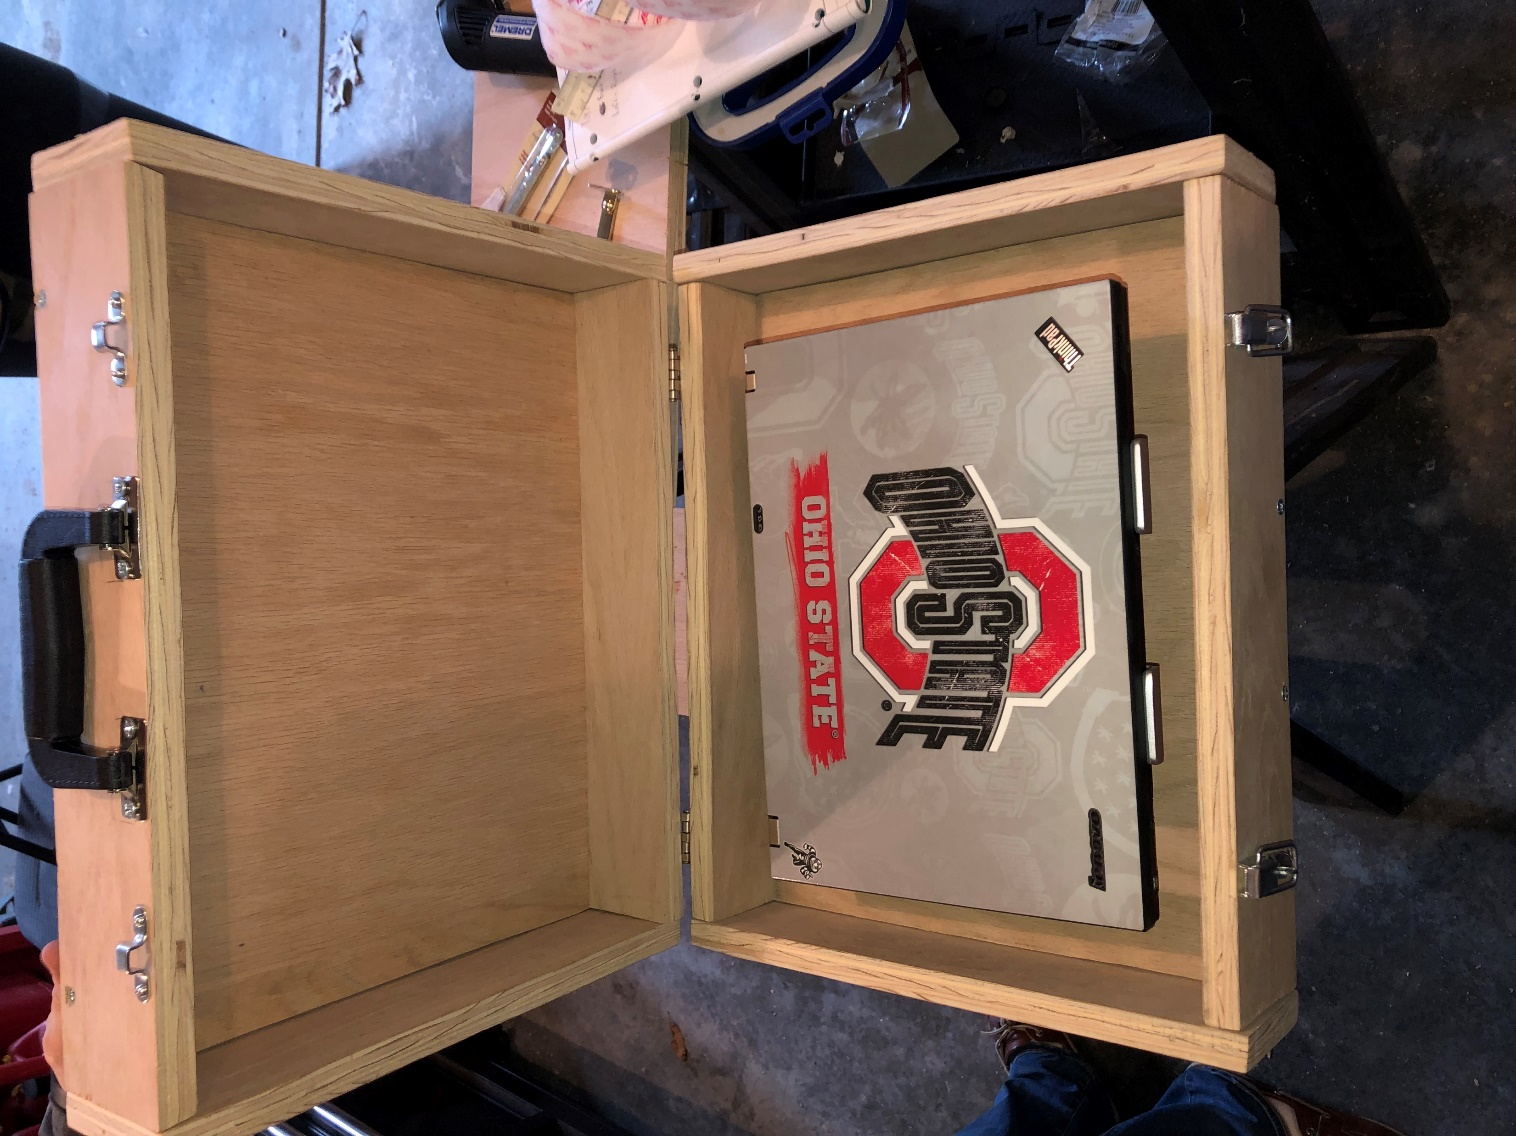 DREMEL
ThinkPad
OHIO STATE
OHIO STATE®
lenovo